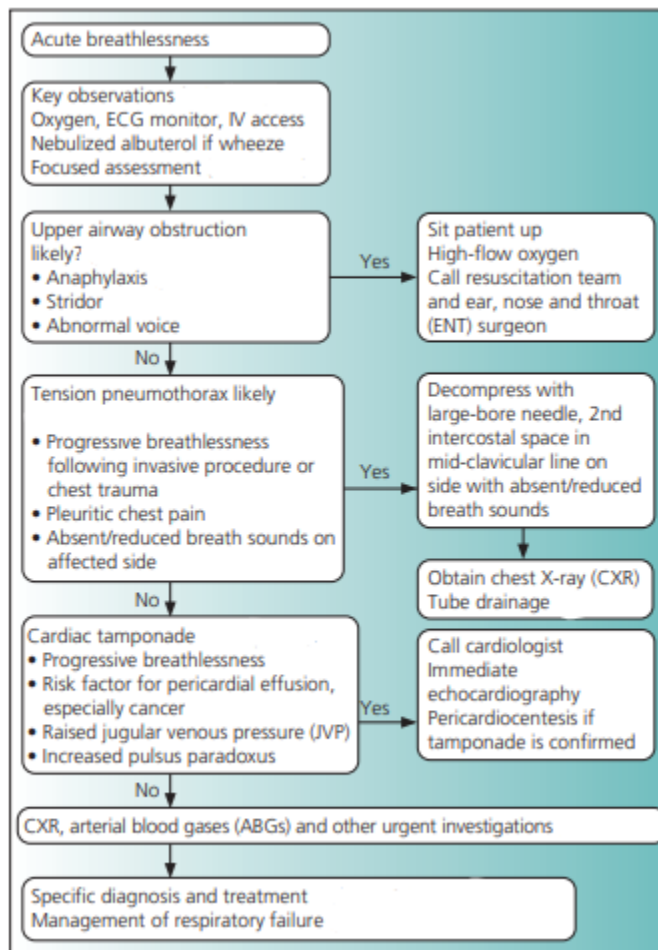 Acute breathlessness
Key observations
Oxygen, ECG monitor, IV access
Nebulized albuterol if wheeze
Focused assessment
Upper airway obstruction
likely?
• Anaphylaxis
• Stridor
• Abnormal voice
Yes
Sit patient up
High-flow oxygen
Call resuscitation team
and ear, nose and throat
(ENT) surgeon
No
Tension pneumothorax likely
• Progressive breathlessness
following invasive procedure or
chest trauma
• Pleuritic chest pain
• Absent/reduced breath sounds on
affected side
Yes
Decompress with
large-bore needle, 2nd
intercostal space in
mid-clavicular line on
side with absent/reduced
breath sounds
Obtain chest X-ray (CXR)
Tube drainage
No
Cardiac tamponade
• Progressive breathlessness
• Risk factor for pericardial effusion,
especially cancer
• Raised jugular venous pressure (JVP)
• Increased pulsus paradoxus
Yes
Call cardiologist
Immediate
echocardiography
Pericardiocentesis if
tamponade is confirmed
No
CXR, arterial blood gases (ABGs) and other urgent investigations
Specific diagnosis and treatment
Management of respiratory failure